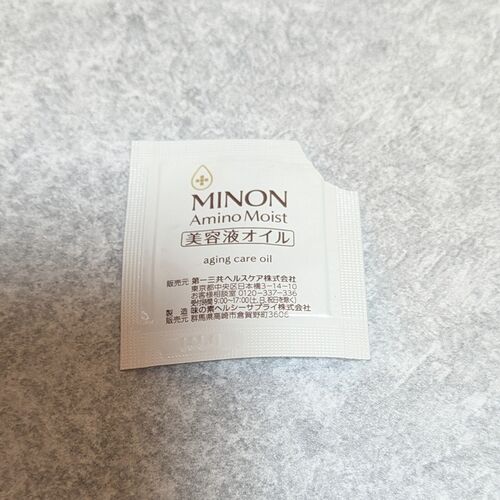 MINON
Amino Moist
美容液オイル
aging care oil
販売元 第一三共ヘルスケア株式会社
東京都中央区日本橋3-14-10
お客様相談室 0120-337-336
受付時間 9:00〜17:00(土、日、祝日を除く)
製造 味の素ヘルシーサプライ株式会社
販売元 群馬県高崎市倉賀野町3606